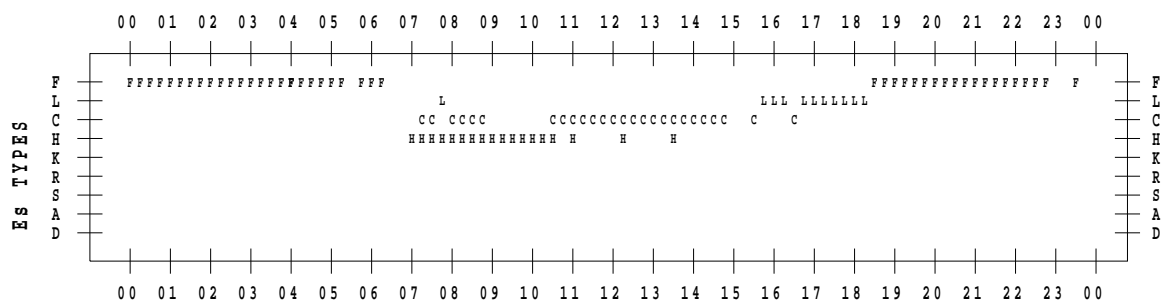 00 01 02 03 04 05 06 07 08 09 10 11 12 13 14 15 16 17 18 19 20 21 22 23 00
F FFFFFFFFFFFFFFFFFFFFFF FFF FFFFFFFFFFFFFFFFFF F F
L L LLL LLLLLLL L
C CC CCCC CCCCCCCCCCCCCCCCCC C C C
H HHHHHHHHHHHHHHH H H H H
K K
R R
S S
A A
D D
Es TYPES
00 01 02 03 04 05 06 07 08 09 10 11 12 13 14 15 16 17 18 19 20 21 22 23 00